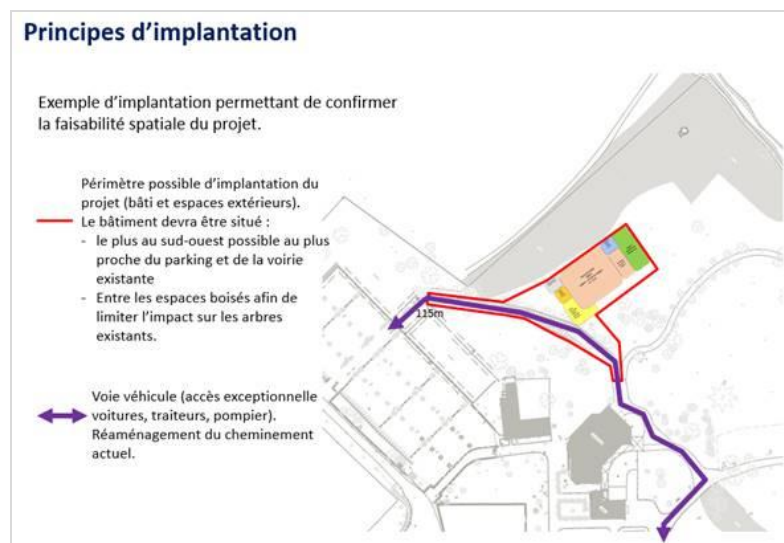 Principes d’implantation
Exemple d’implantation permettant de confirmer
la faisabilité spatiale du projet.
Périmètre possible d’implantation du
projet (bâti et espaces extérieurs).
Le bâtiment devra être situé :
- le plus au sud-ouest possible au plus
proche du parking et de la voirie
existante
- Entre les espaces boisés afin de
limiter l’impact sur les arbres
existants.
115m
Voie véhicule (accès exceptionnelle
voitures, traiteurs, pompier).
Réaménagement du cheminement
actuel.